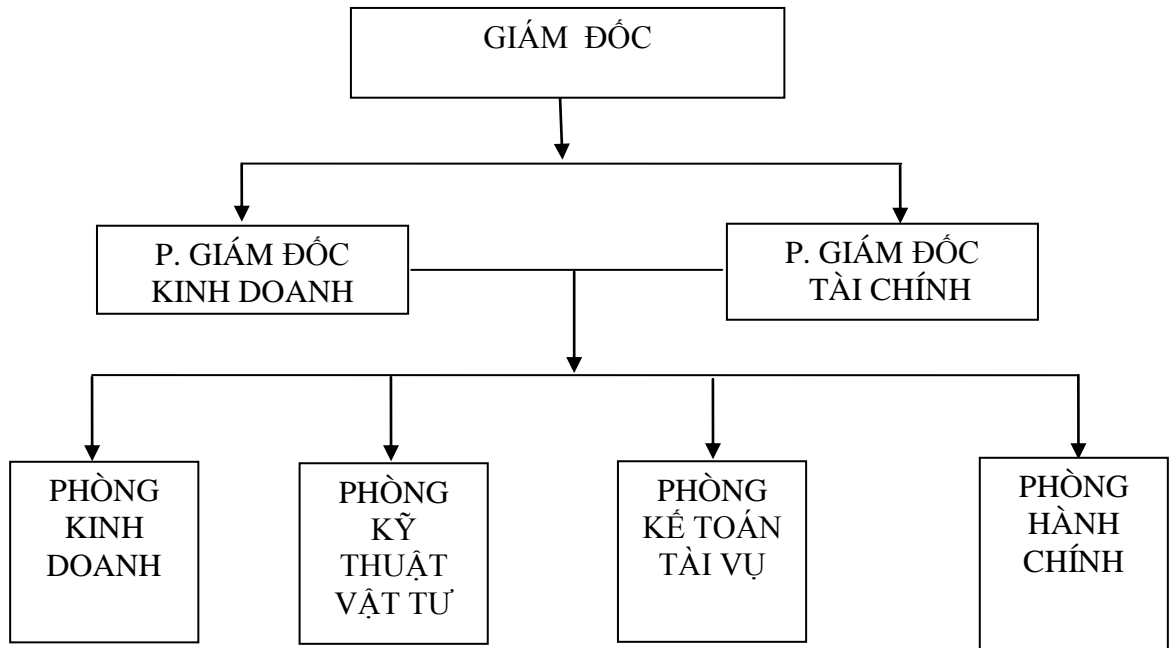 GIÁM ĐỐC
P. GIÁM ĐỐC
KINH DOANH
P. GIÁM ĐỐC
TÀI CHÍNH
PHÒNG
KINH
DOANH
PHÒNG
KỸ
THUẬT
VẬT TƯ
PHÒNG
KẾ TOÁN
TÀI VỤ
PHÒNG
HÀNH
CHÍNH